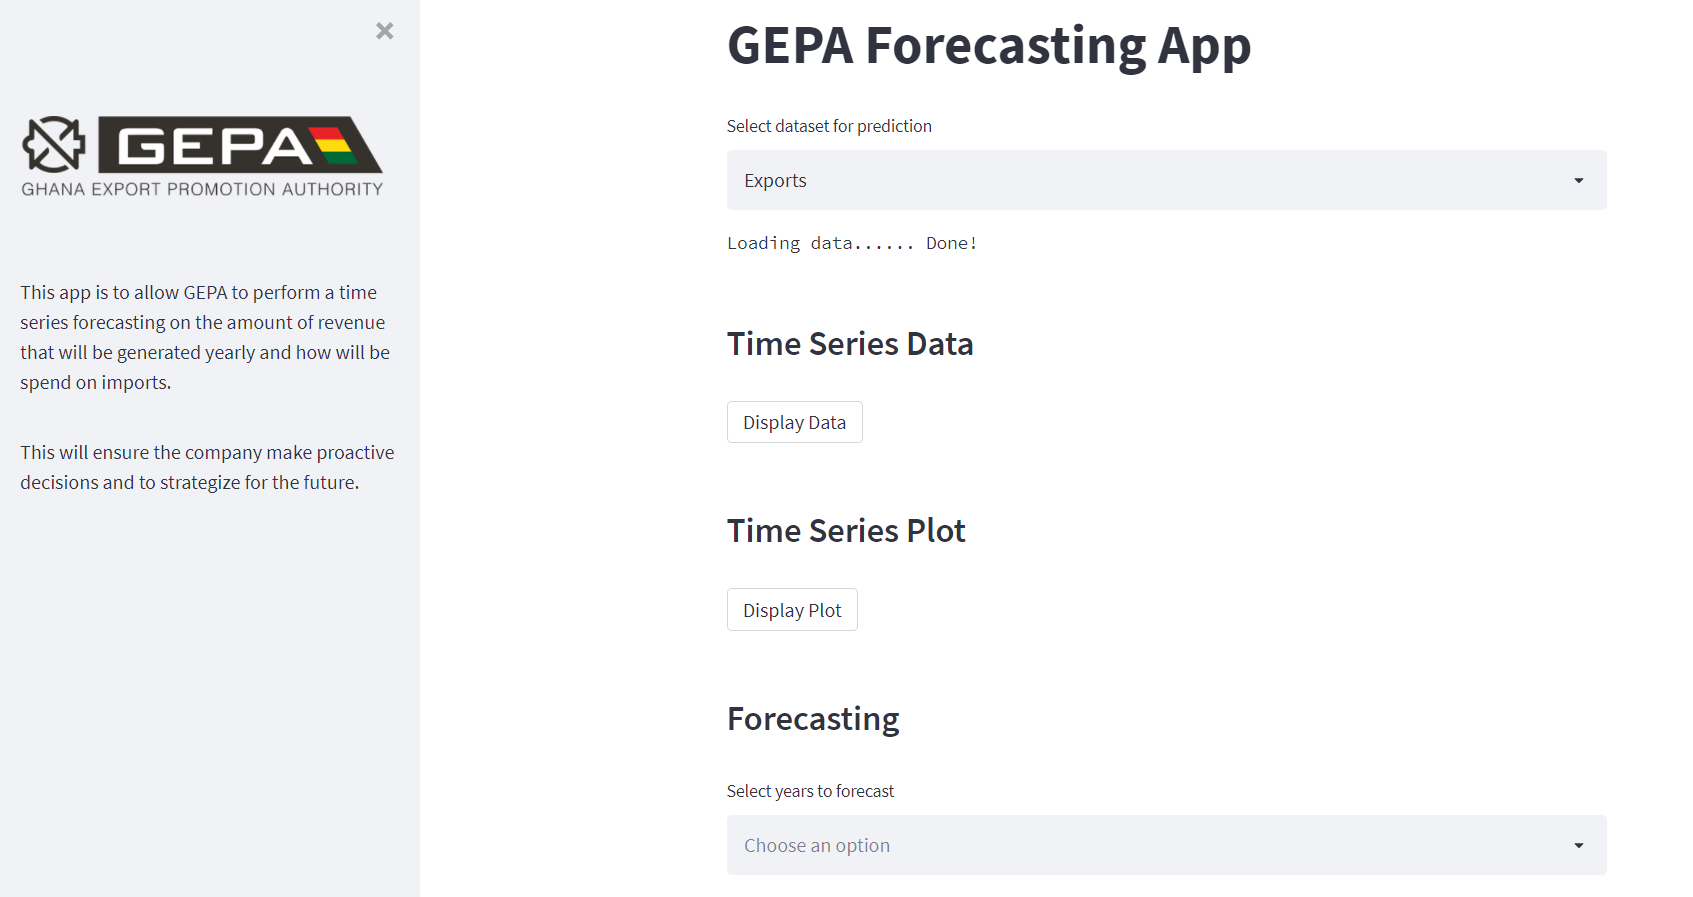 GEPA
GHANA EXPORT PROMOTION AUTHORITY
This app is to allow GEPA to perform a time
series forecasting on the amount of revenue
that will be generated yearly and how will be
spend on imports.
This will ensure the company make proactive
decisions and to strategize for the future.
GEPA Forecasting App
Select dataset for prediction
Exports
Loading data...... Done!
Time Series Data
Display Data
Time Series Plot
Display Plot
Forecasting
Select years to forecast
Choose an option